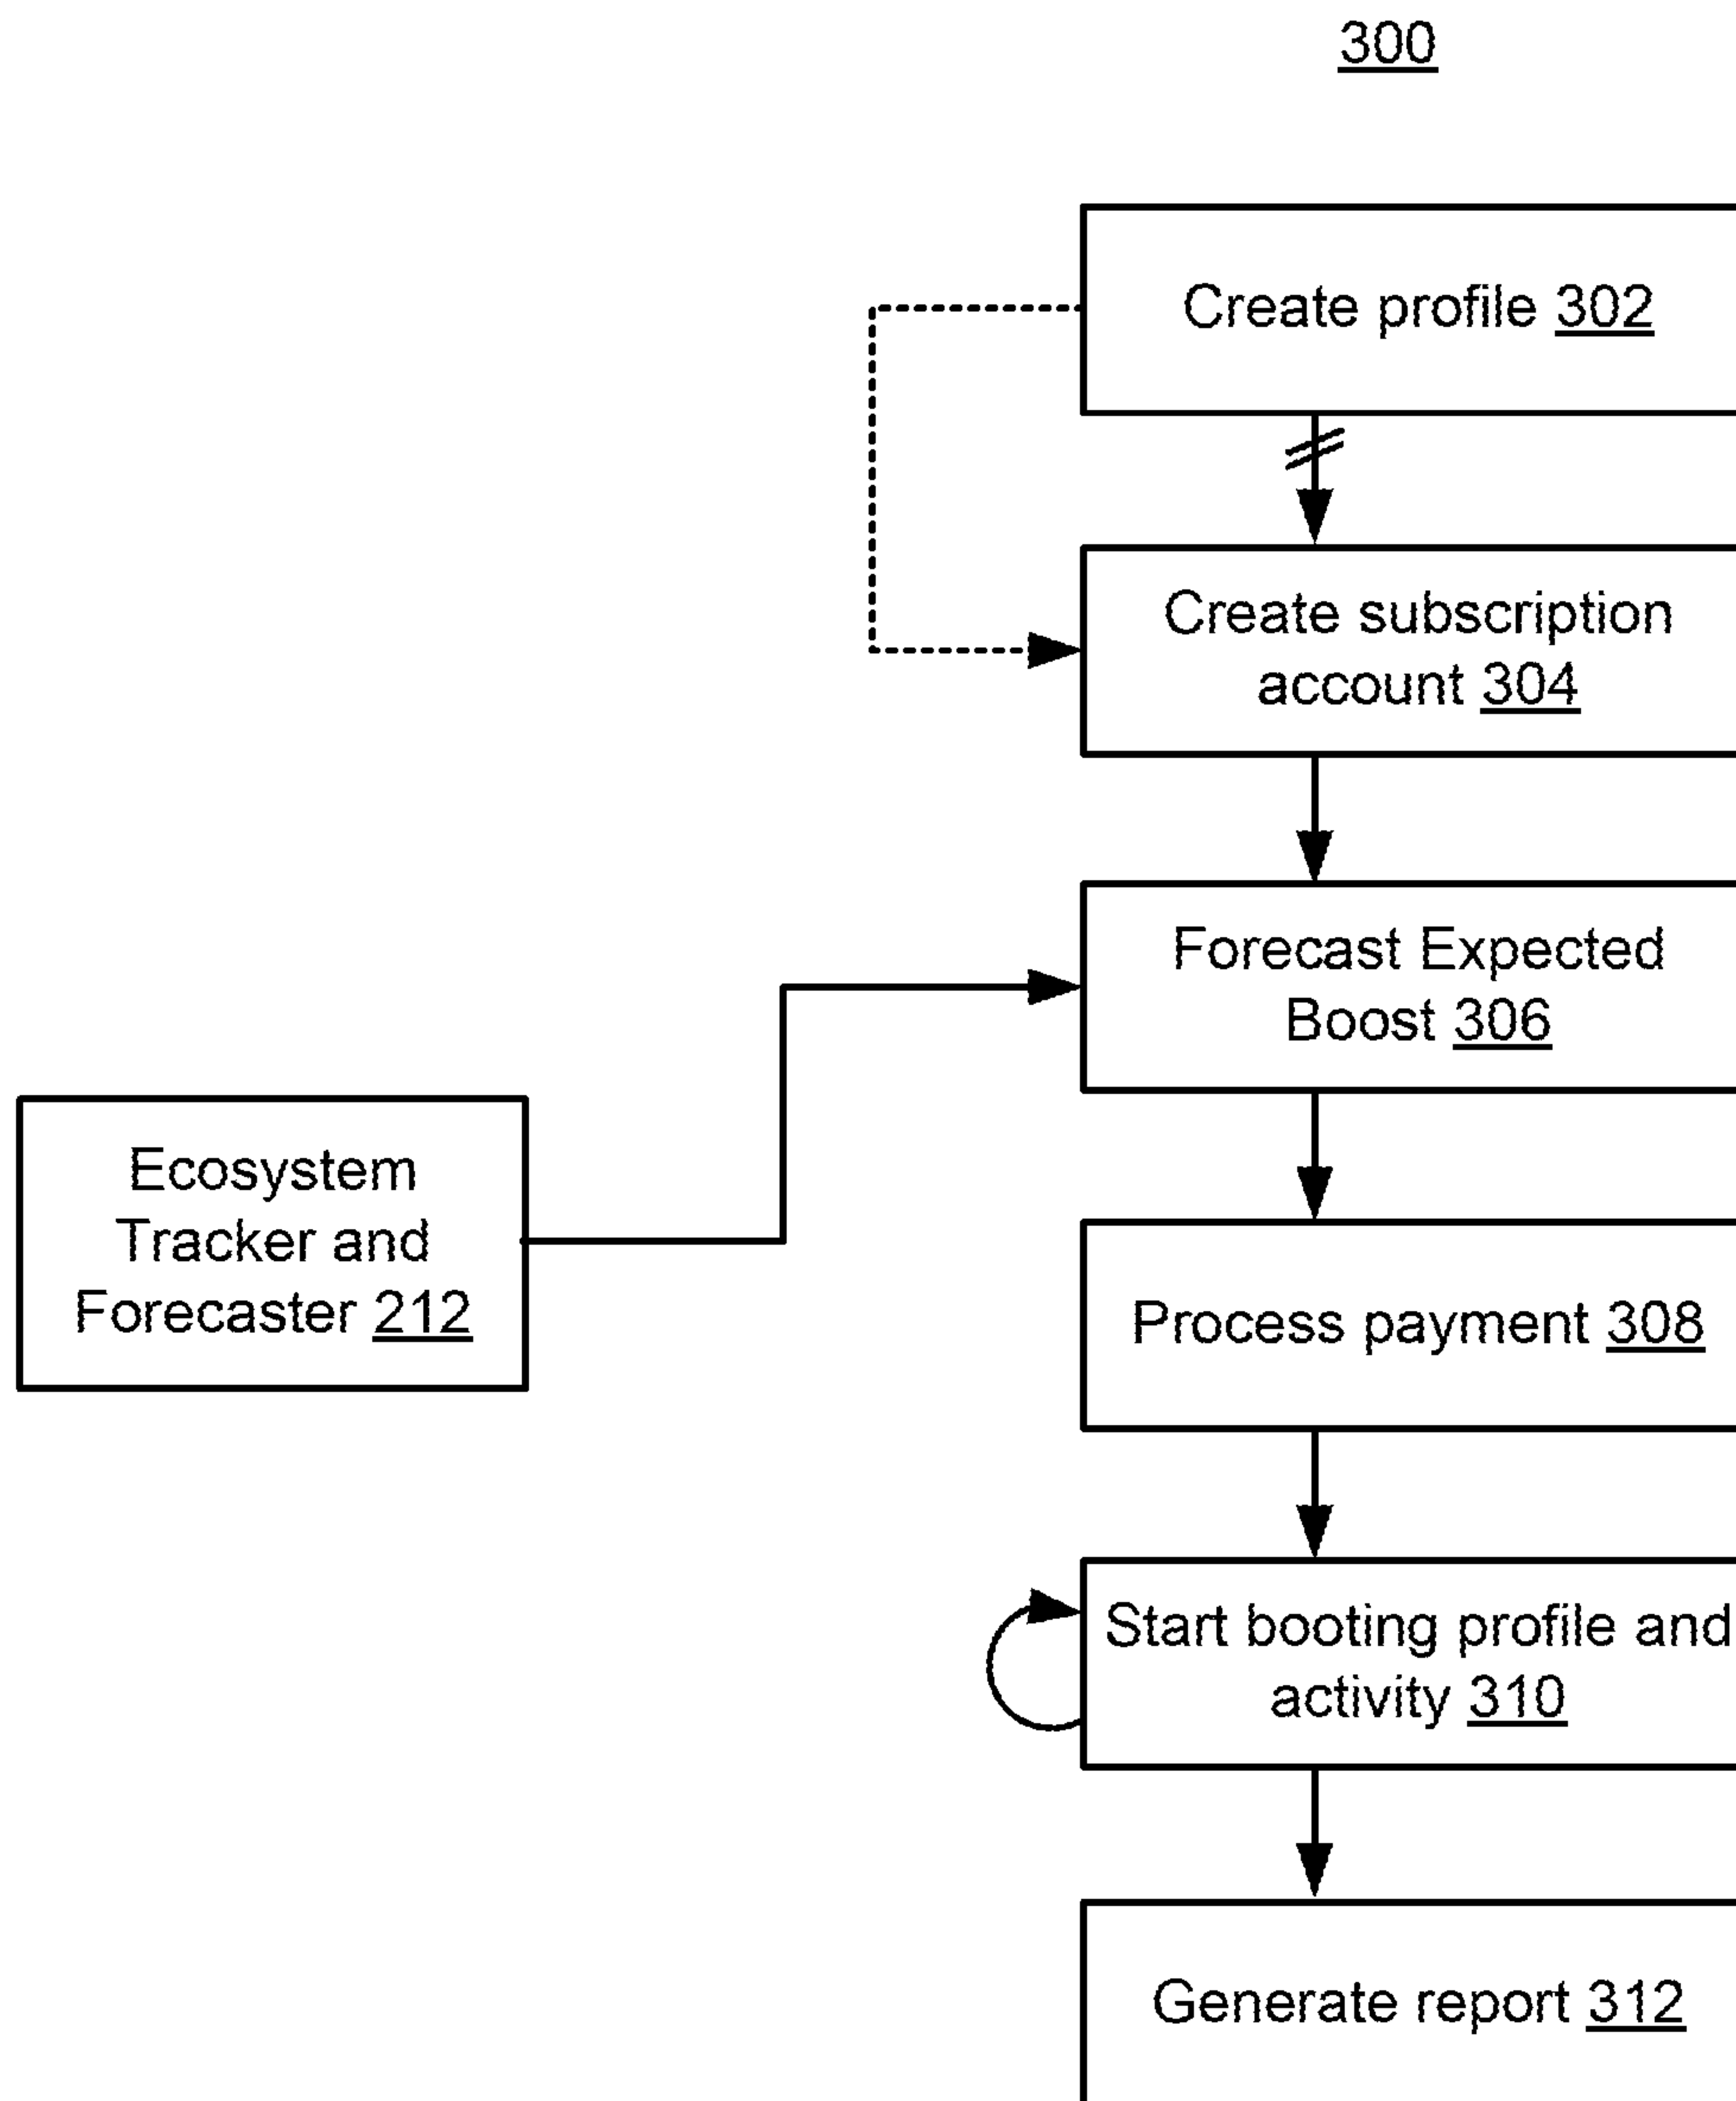 300
Create profile 302
Create subscription
account 304
Forecast Expected
Boost 306
Ecosystem
Tracker and
Forecaster 212
Process payment 308
Start booting profile and
activity 310
Generate report 312